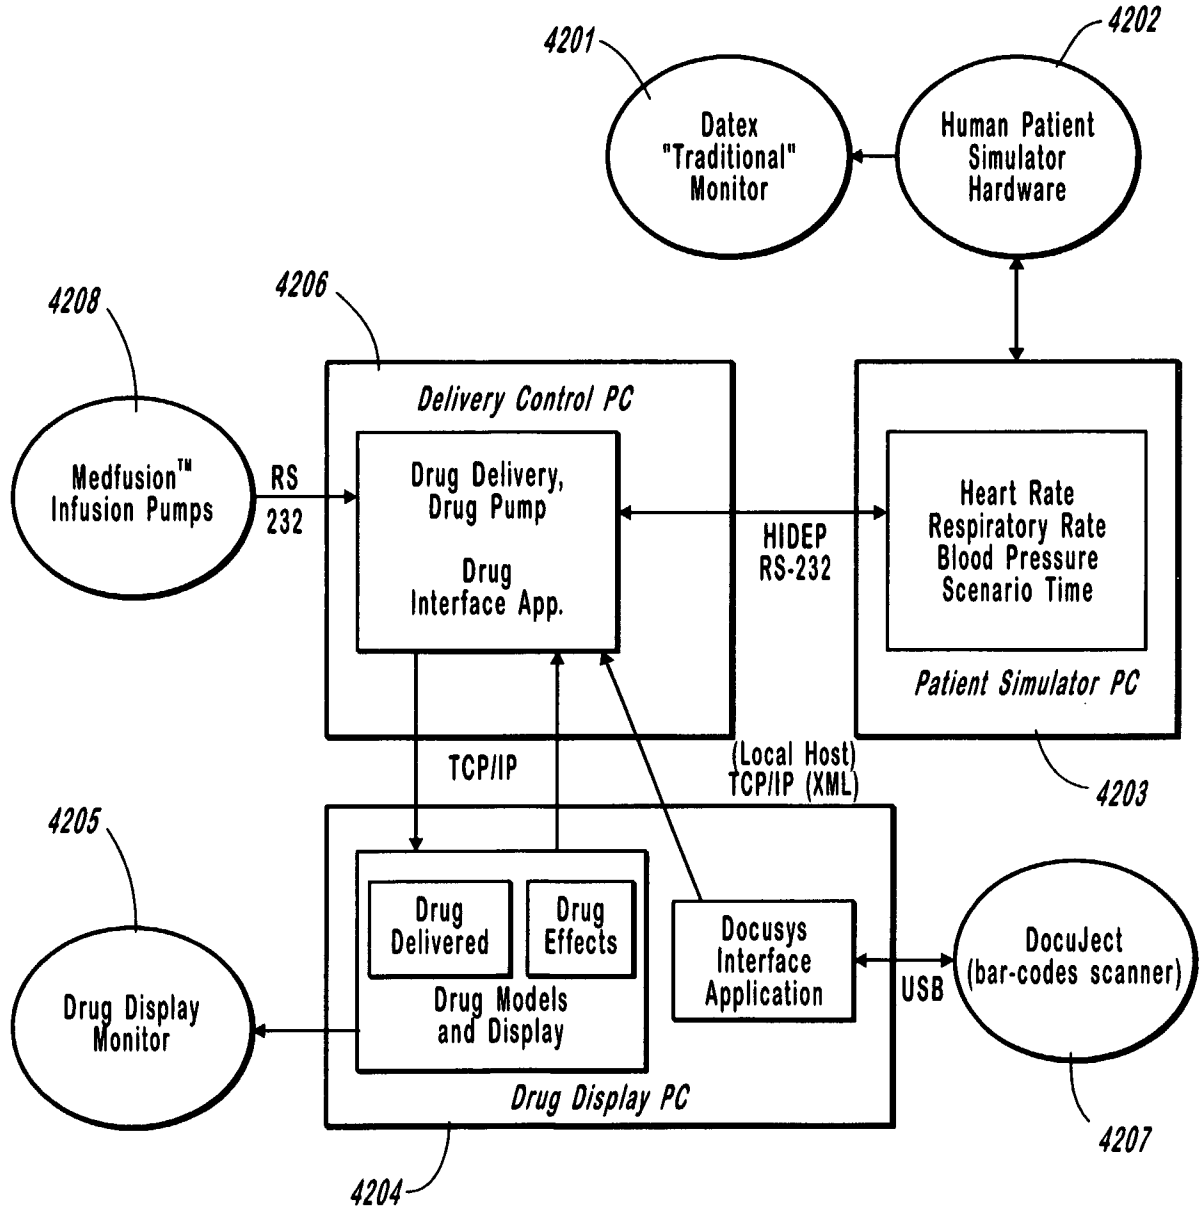 4201
4202
Datex
"Traditional"
Monitor
Human Patient
Simulator
Hardware
4208
4206
Delivery Control PC
Medfusion™
Infusion Pumps
RS
232
Drug Delivery,
Drug Pump
Drug
Interface App.
HIDEP
RS-232
Heart Rate
Respiratory Rate
Blood Pressure
Scenario Time
Patient Simulator PC
4203
TCP/IP
(Local Host)
TCP/IP (XML)
4205
Drug Display
Monitor
Drug
Delivered
Drug
Effects
Drug Models
and Display
Docusys
Interface
Application
USB
DocuJect
(bar-codes scanner)
Drug Display PC
4204
4207